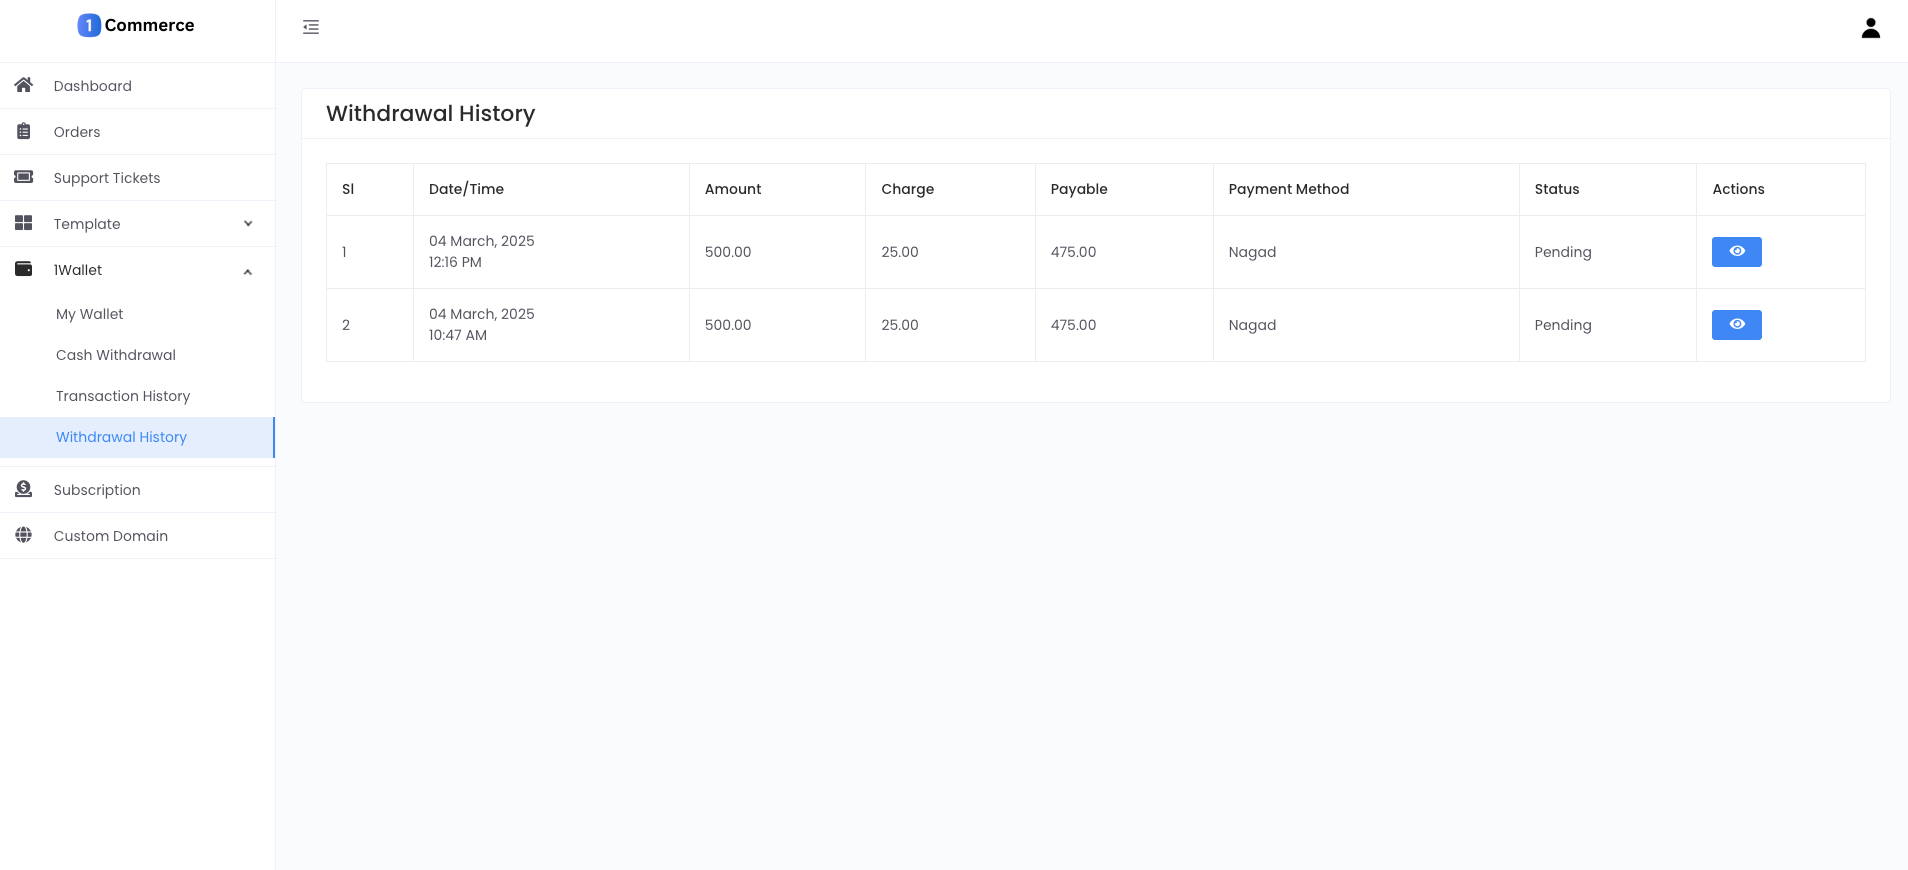 1 Commerce
Dashboard
Orders
Support Tickets
Template
1Wallet
My Wallet
Cash Withdrawal
Transaction History
Withdrawal History
Subscription
Custom Domain
Withdrawal History
Sl Date/Time Amount Charge Payable Payment Method Status Actions
1 04 March, 2025 500.00 25.00 475.00 Nagad Pending
12:16 PM
2 04 March, 2025 500.00 25.00 475.00 Nagad Pending
10:47 AM